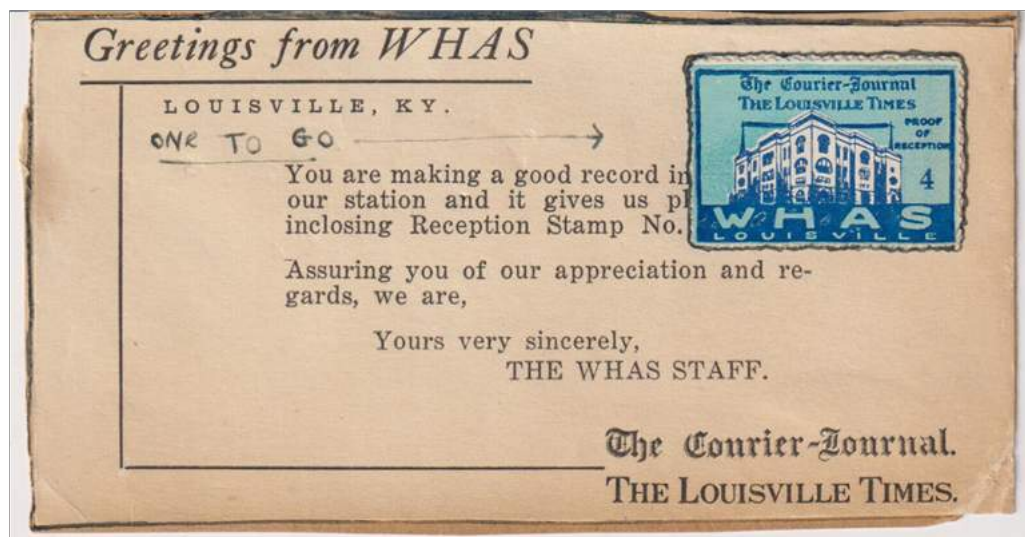 Greetings from WHAS
LOUISVILLE, KY.
ONE TO GO
You are making a good record in
our station and it gives us
inclosing Reception Stamp No.
Assuring you of our appreciation and re-
gards, we are,
Yours very sincerely,
THE WHAS STAFF.
The Courier-Journal.
THE LOUISVILLE TIMES.
The Courier-Journal
THE LOUISVILLE TIMES
PROOF
OF
RECEPTION
4
WHAS
LOUISVILLE